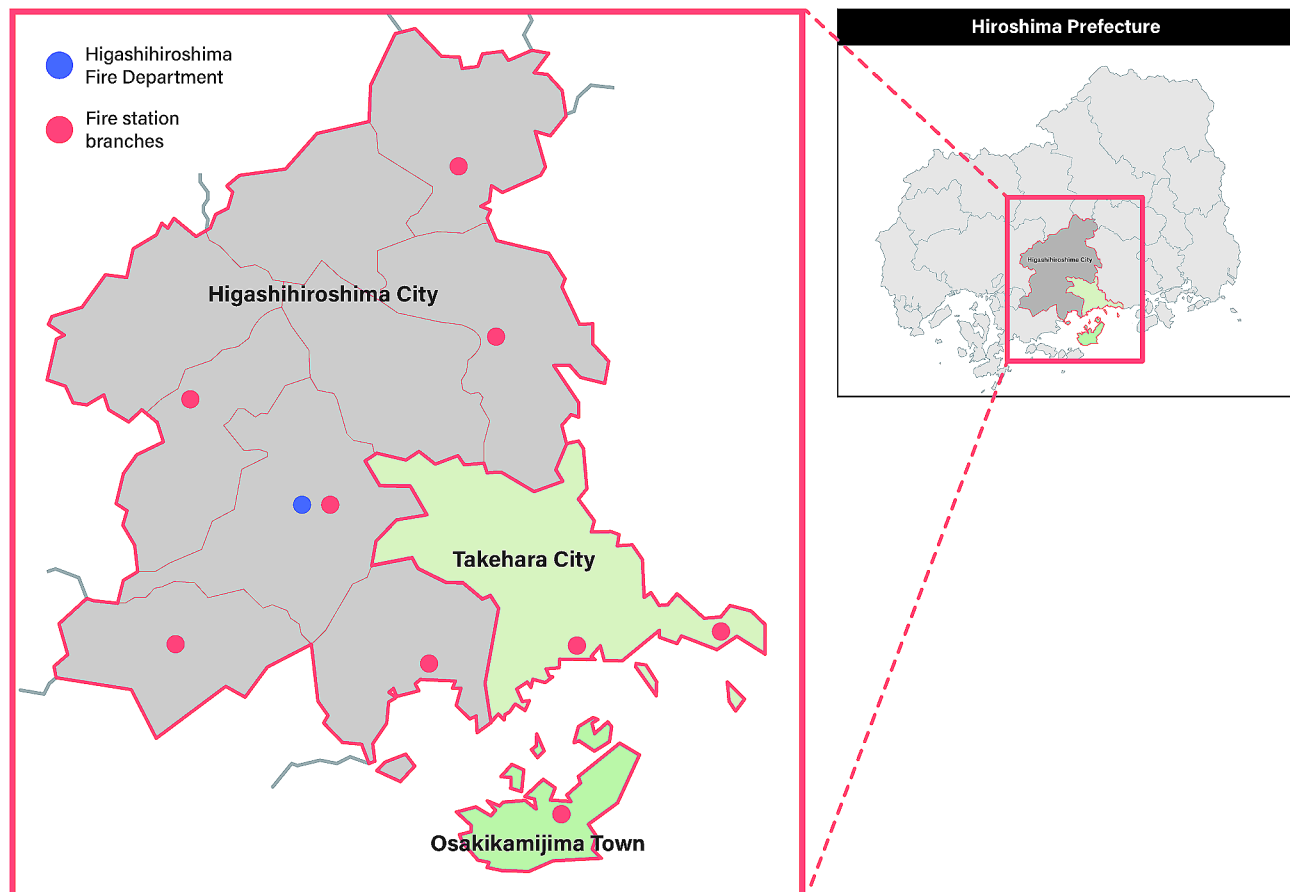 Higashihiroshima
Fire Department
Fire station
branches
Higashihiroshima City
Takehara City
Osakikamijima Town
Hiroshima Prefecture
Higashihiroshima City